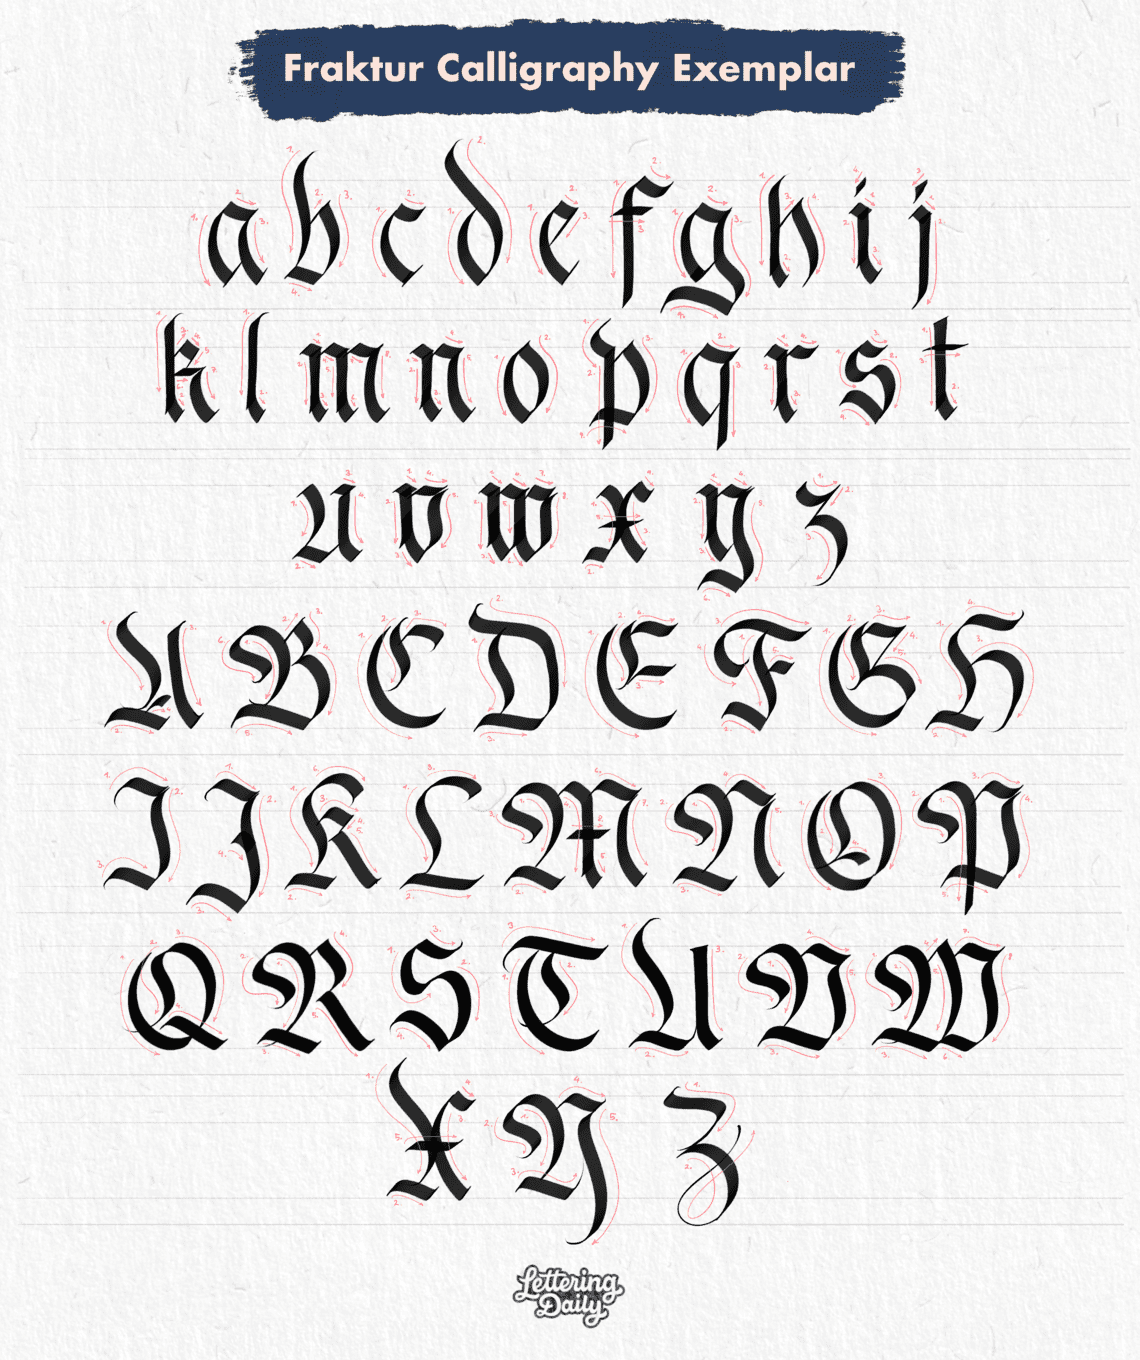 Fraktur Calligraphy Exemplar
a b c d e f g h i j
k l m n o p q r s t
u v w x y z
A B C D E F G H
I J K L M N O P
Q R S T U V W
X Y Z
Lettering
Daily